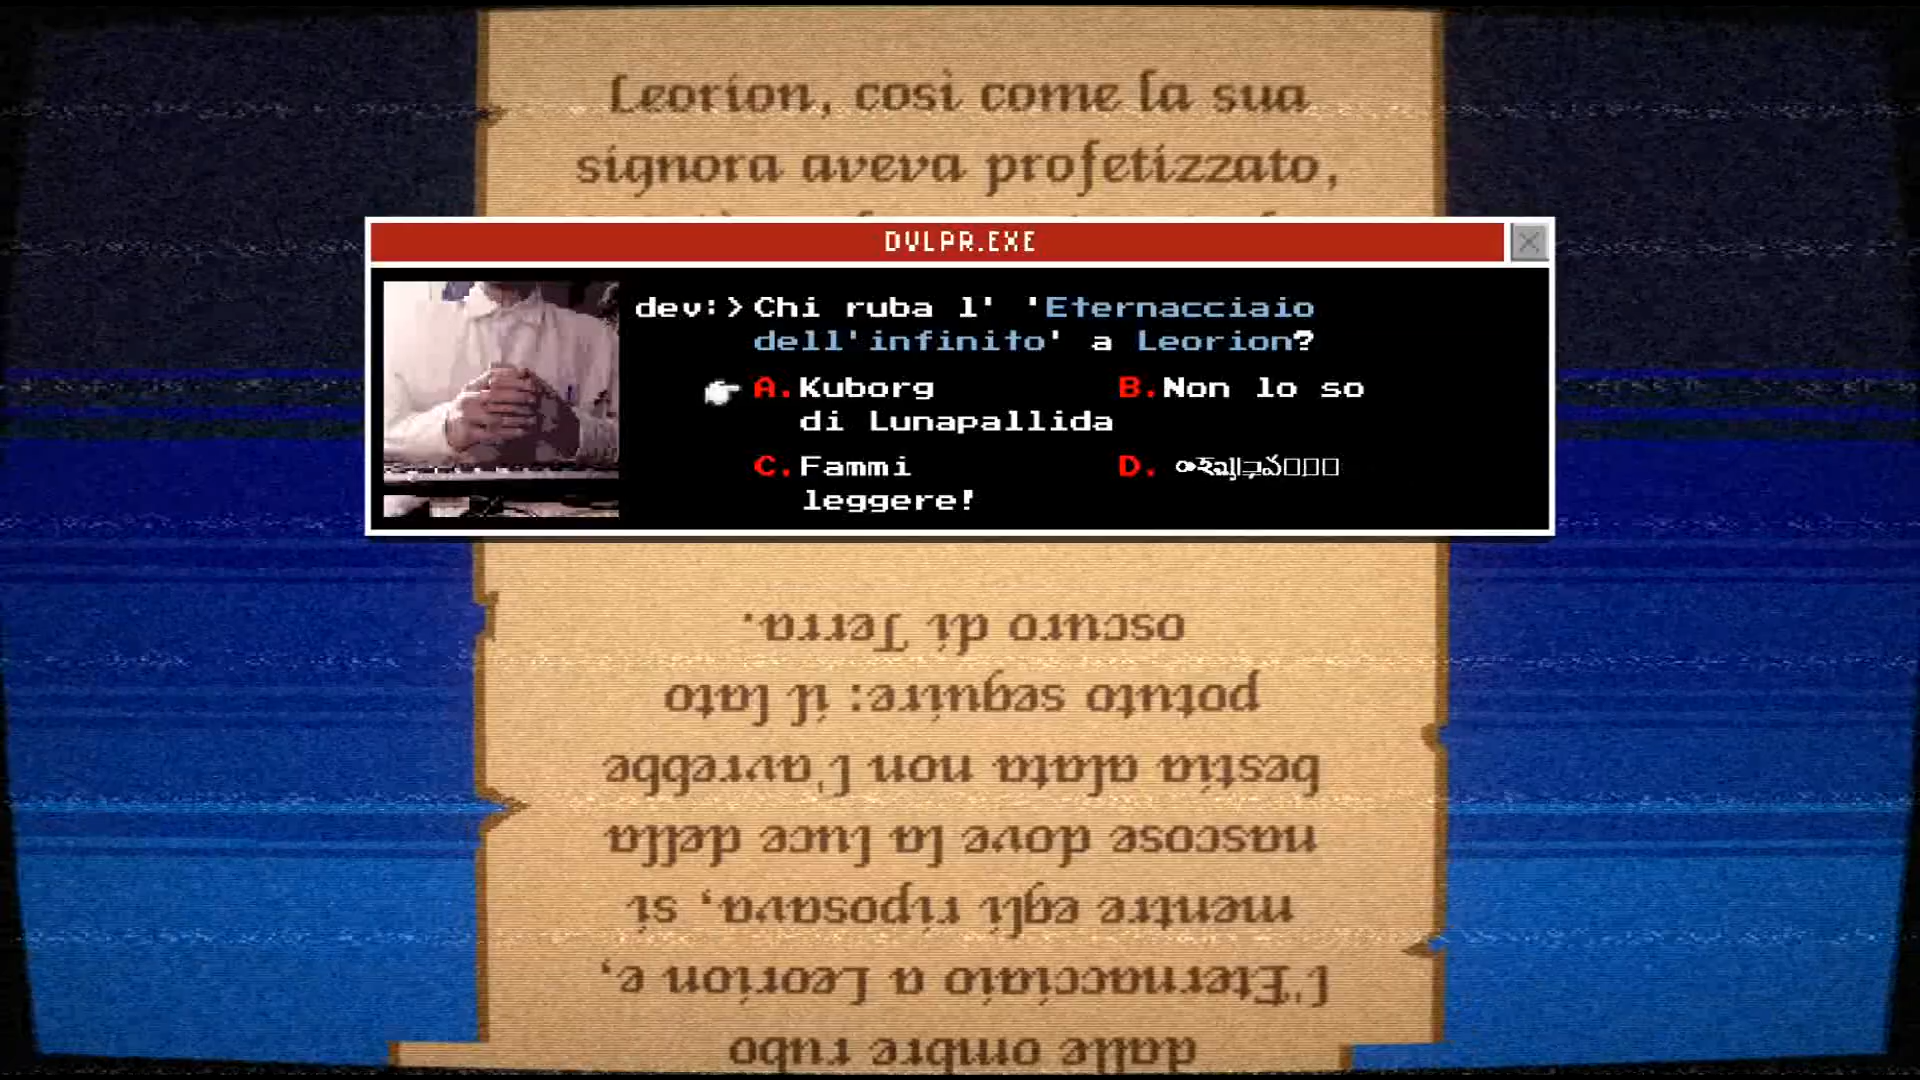 Leorion, così come la sua
signora aveva profetizzato,
DVLPR.EXE
dev:>Chi ruba l' 'Eternacciaio
dell'infinito' a Leorion?
A.Kuborg
di Lunapallida
B.Non lo so
C.Fammi
leggere!
D.
oscuro di Terra.
potuto seguire: il lato
bestia alata non l'avrebbe
nascose dove la luce della
mentre egli riposava, si
l'Eternacciaio a Leorion e,
dalle ombre rubò